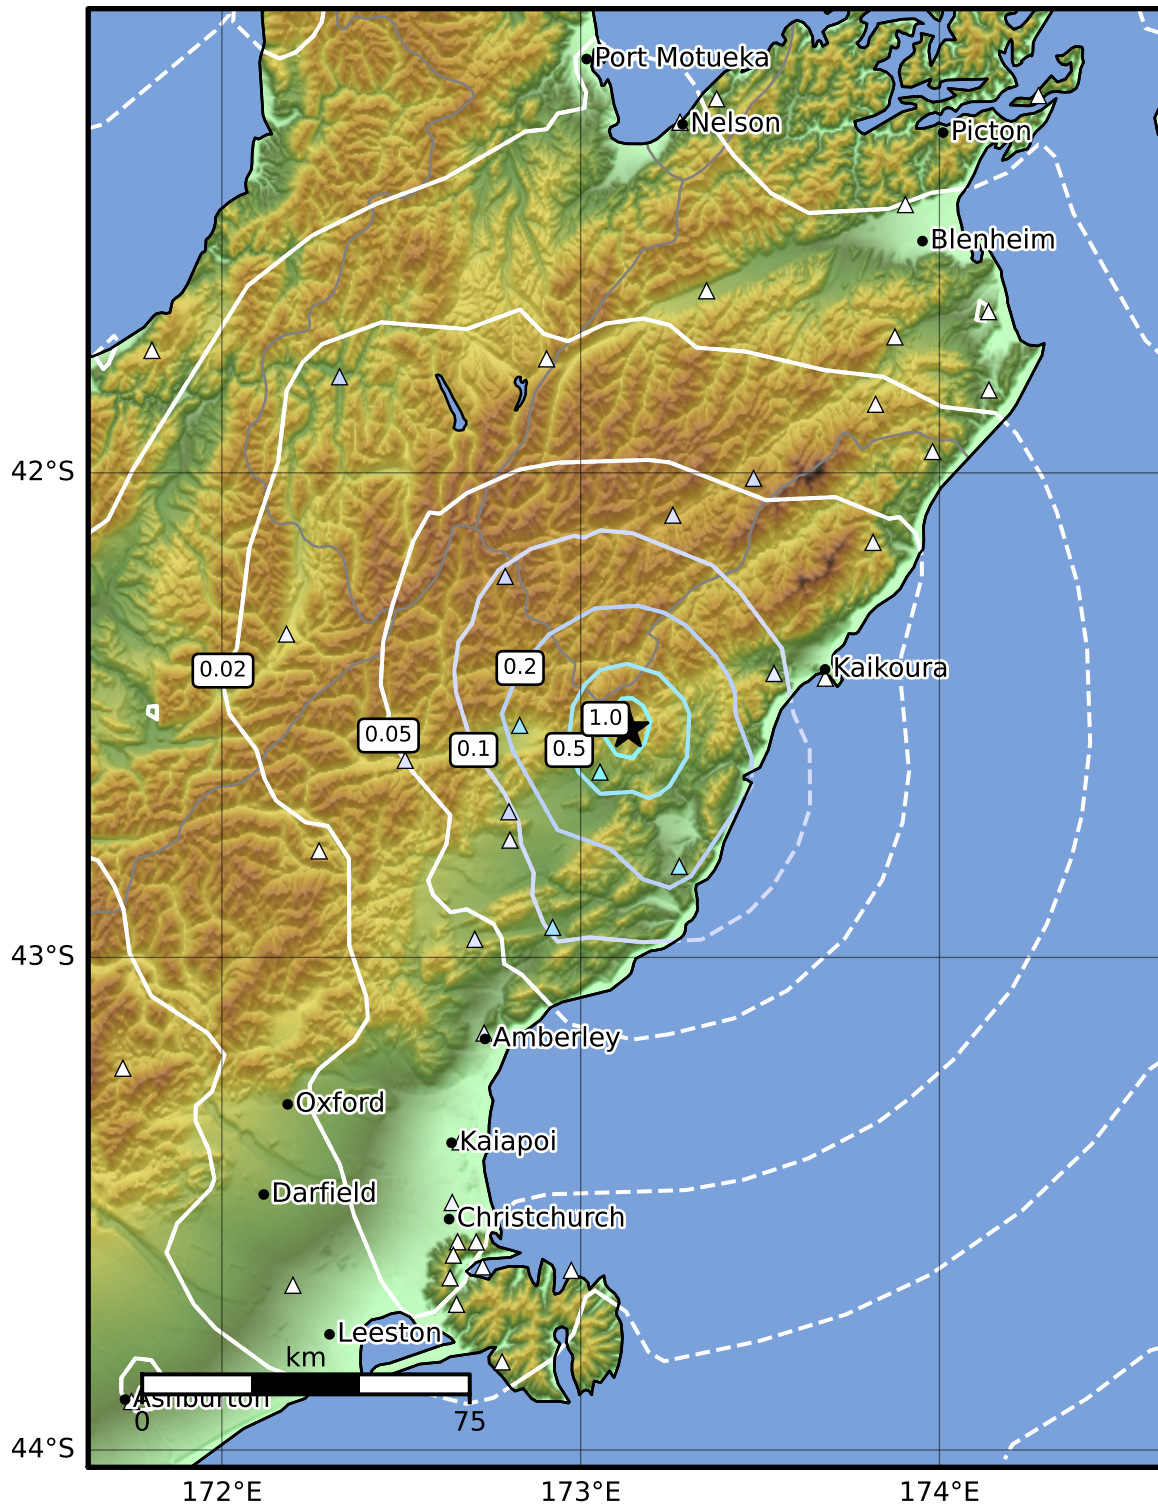 Port Motueka
Nelson
Picton
Blenheim
42°S
Kaikoura
0.02
0.2
1.0
0.05
0.1
0.5
43°S
Amberley
Oxford
Kaiapoi
Darfield
Christchurch
Leeston
km
Ashburton
0
75
44°S
172°E
173°E
174°E